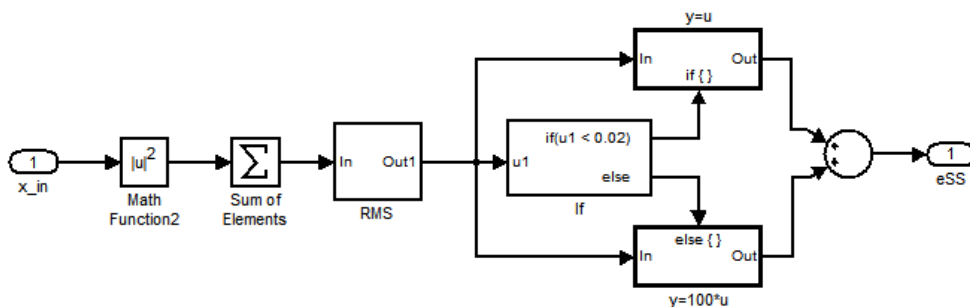 y=u
In
Out
if { }
1
x_in
|u|²
Math
Function2
∑
Sum of
Elements
In
Out1
RMS
u1
if(u1 < 0.02)
else
If
else { }
In
Out
y=100*u
+
+
1
eSS